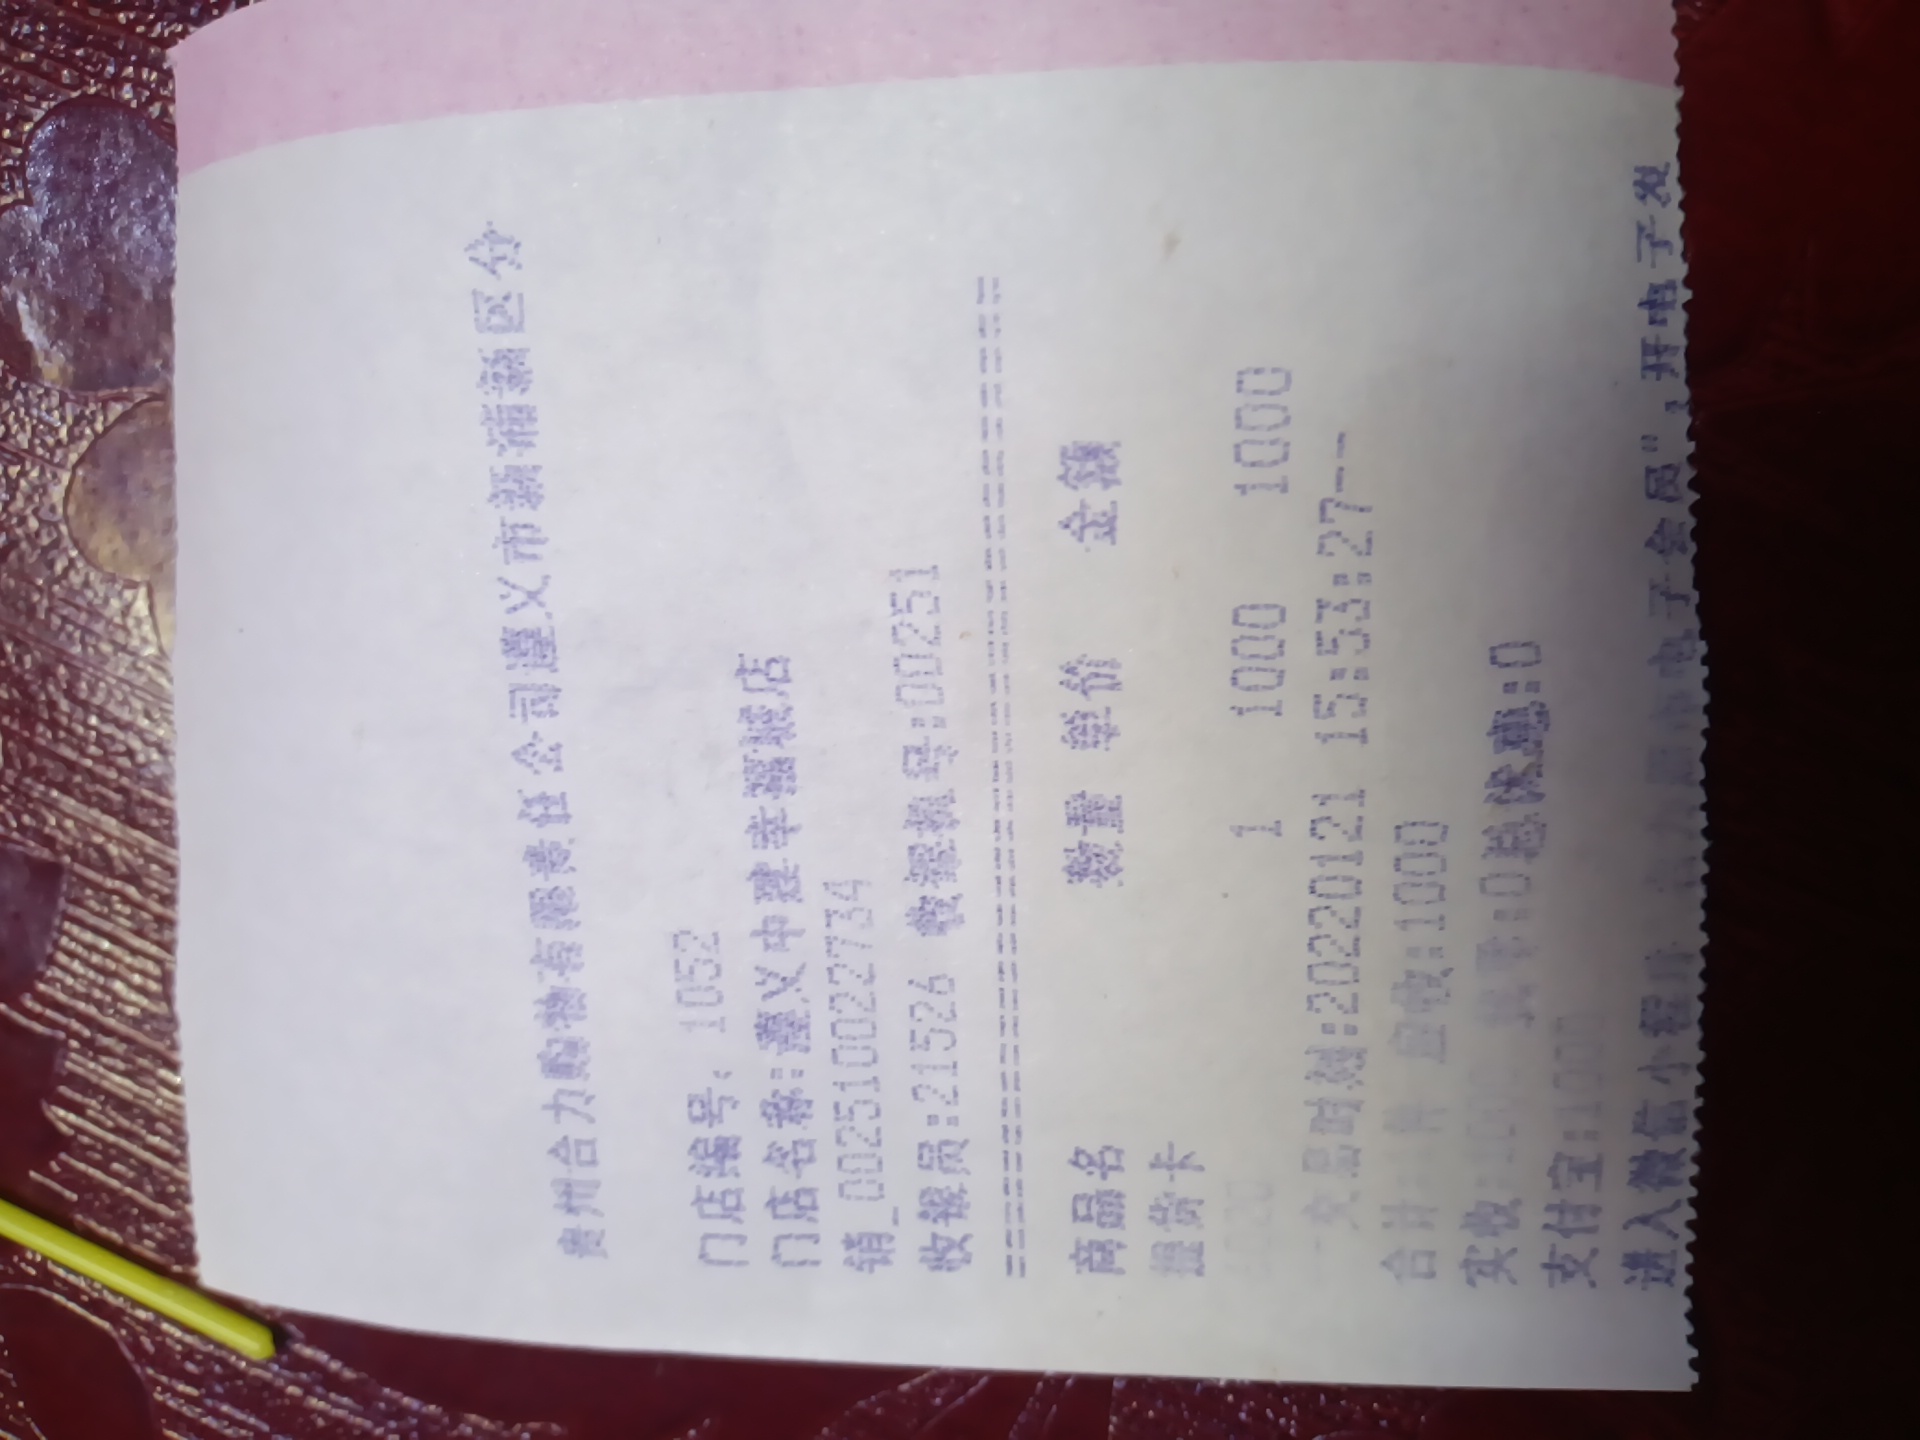 贵州合力购物有限责任公司遵义市新浦新区分
门店编号: 1052
门店名称:遵义中建幸福城店
销_002510022734
收银员:21526 收银机号:00251
商品名 数量 单价 金额
提货卡
1 1000 1000
交易时间:20220121 15:53:27--
合计: 件 应收:1000
实收: 找零:0总优惠:0
支付宝:1000
进入微信小程序 电子会员",开电子发